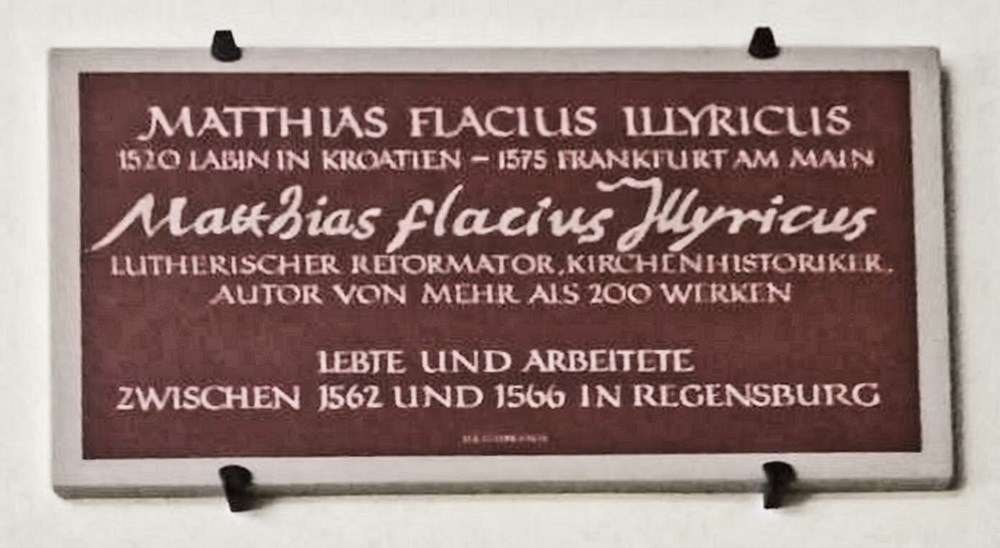 MATTHIAS FLACIUS ILLYRICUS
1520 LABIN IN KROATIEN – 1575 FRANKFURT AM MAIN
Matthias flacius Illyricus
LUTHERISCHER REFORMATOR, KIRCHENHISTORIKER,
AUTOR VON MEHR ALS 200 WERKEN
LEBTE UND ARBEITETE
ZWISCHEN 1562 UND 1566 IN REGENSBURG